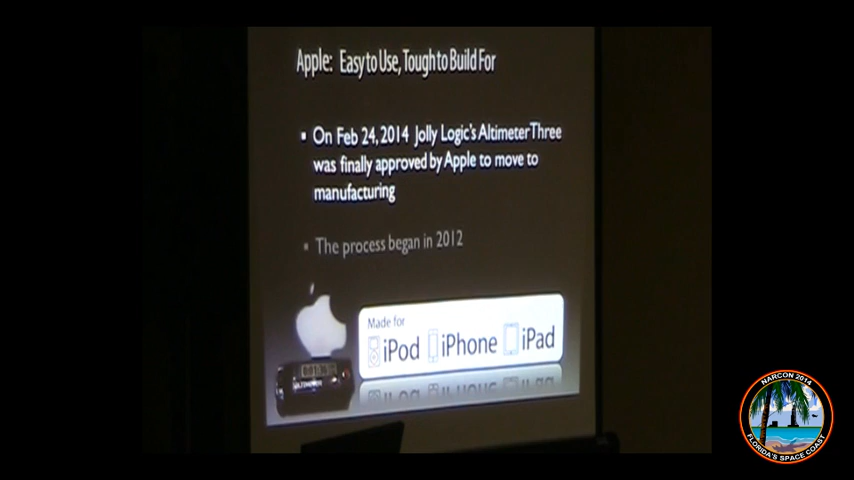 Apple: Easy to Use, Tough to Build For
▪ On Feb 24, 2014 Jolly Logic's AltimeterThree
was finally approved by Apple to move to
manufacturing
▪ The process began in 2012
Made for
iPod iPhone iPad
NARCON 2014
FLORIDA'S SPACE COAST